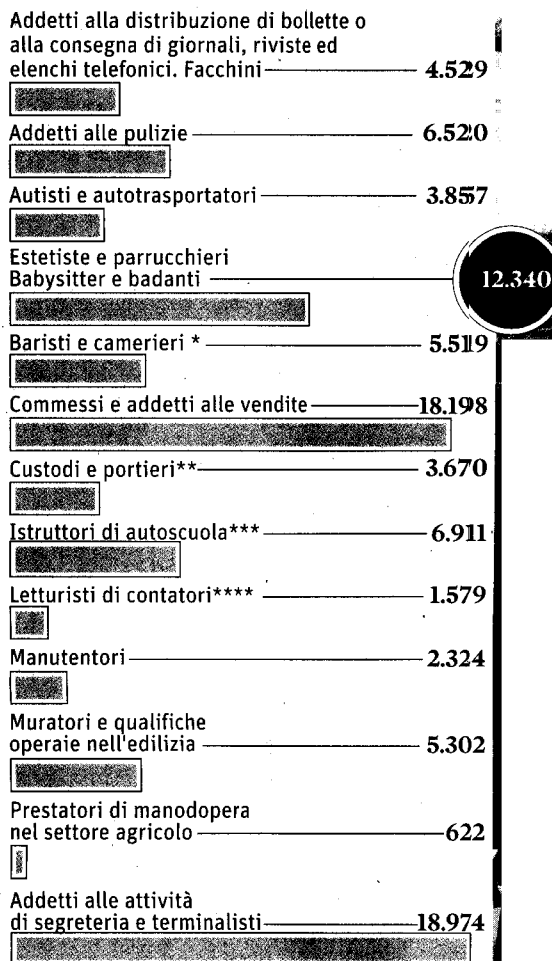 Addetti alla distribuzione di bollette o
alla consegna di giornali, riviste ed
elenchi telefonici. Facchini 4.529
Addetti alle pulizie 6.520
Autisti e autotrasportatori 3.857
Estetiste e parrucchieri
Babysitter e badanti 12.340
Baristi e camerieri * 5.519
Commessi e addetti alle vendite 18.198
Custodi e portieri** 3.670
Istruttori di autoscuola*** 6.911
Letturisti di contatori**** 1.579
Manutentori 2.324
Muratori e qualifiche
operaie nell'edilizia 5.302
Prestatori di manodopera
nel settore agricolo 622
Addetti alle attività
di segreteria e terminalisti 18.974